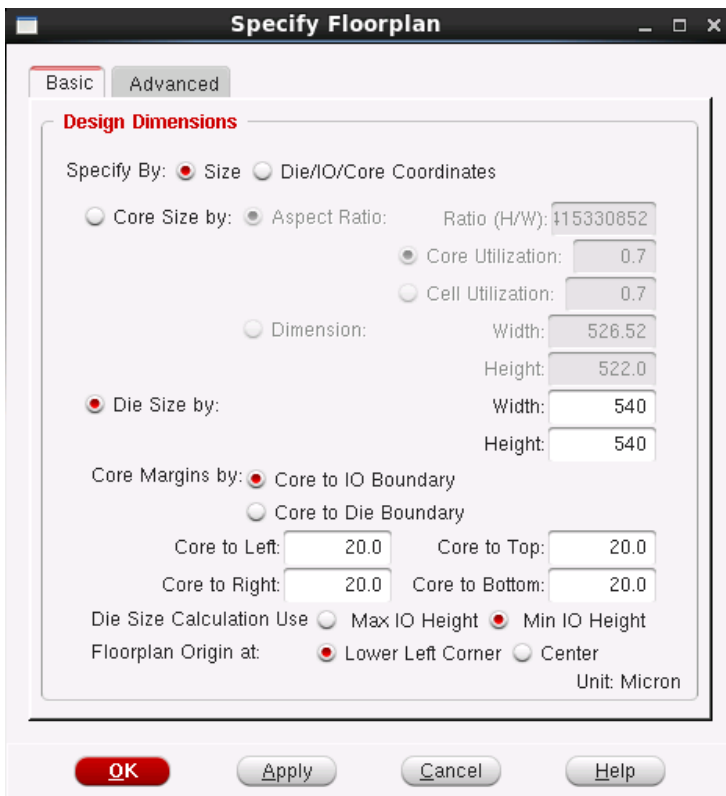 Specify Floorplan
Basic Advanced
Design Dimensions
Specify By: Size Die/IO/Core Coordinates
Core Size by: Aspect Ratio: Ratio (H/W): 415330852
Core Utilization: 0.7
Cell Utilization: 0.7
Dimension: Width: 526.52
Height: 522.0
Die Size by: Width: 540
Height: 540
Core Margins by: Core to IO Boundary
Core to Die Boundary
Core to Left: 20.0 Core to Top: 20.0
Core to Right: 20.0 Core to Bottom: 20.0
Die Size Calculation Use Max IO Height Min IO Height
Floorplan Origin at: Lower Left Corner Center
Unit: Micron
OK Apply Cancel Help